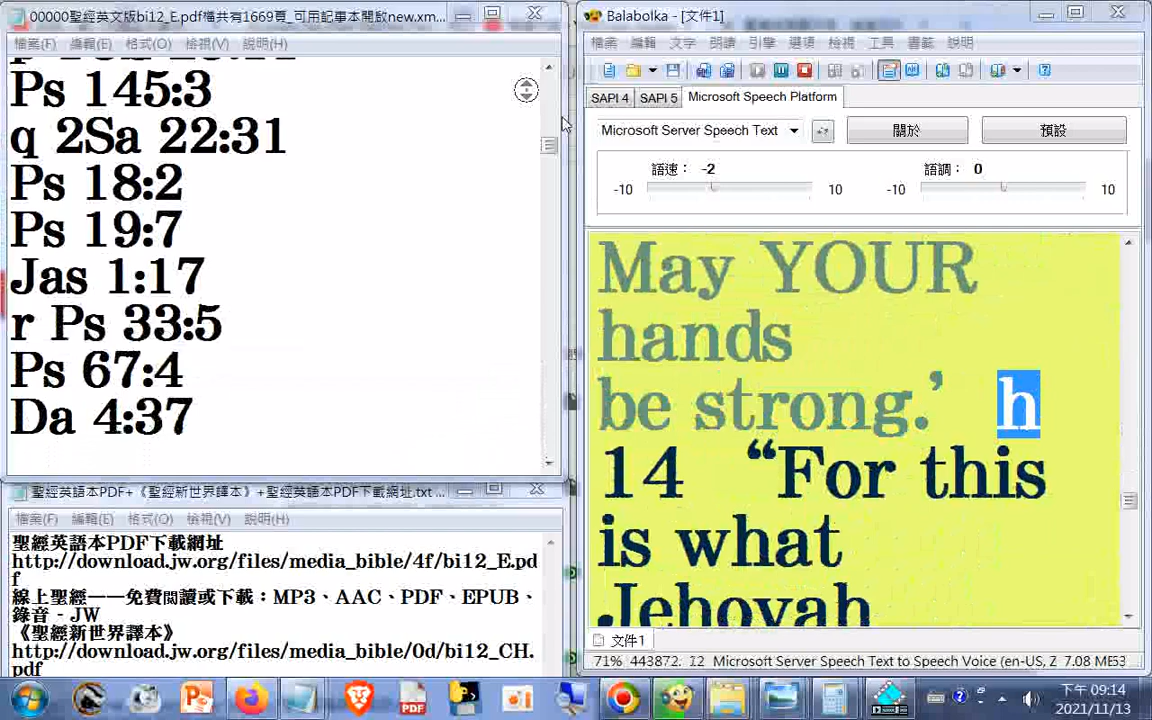 00000聖經英文版bi12_E.pdf檔共有1669頁_可用記事本開啟new.xm...
檔案(F) 編輯(E) 格式(O) 檢視(V) 說明(H)
Ps 145:3
q 2Sa 22:31
Ps 18:2
Ps 19:7
Jas 1:17
r Ps 33:5
Ps 67:4
Da 4:37
聖經英語本PDF+《聖經新世界譯本》+聖經英語本PDF下載網址.txt ...
檔案(F) 編輯(E) 格式(O) 檢視(V) 說明(H)
聖經英語本PDF下載網址
http://download.jw.org/files/media_bible/4f/bi12_E.pd
f
線上聖經——免費閱讀或下載：MP3、AAC、PDF、EPUB、
錄音 - JW
《聖經新世界譯本》
http://download.jw.org/files/media_bible/0d/bi12_CH.
pdf
Balabolka - [文件1]
檔案 編輯 文字 朗讀 引擎 選項 檢視 工具 書籤 說明
SAPI 4 SAPI 5 Microsoft Speech Platform
Microsoft Server Speech Text 關於 預設
語速： -2 語調： 0
-10 10 -10 10
May YOUR
hands
be strong.’ h
14 “For this
is what
Jehovah
文件1
71% 443872. 12 Microsoft Server Speech Text to Speech Voice (en-US, Z 7.08 ME53
PDF
下午 09:14
2021/11/13